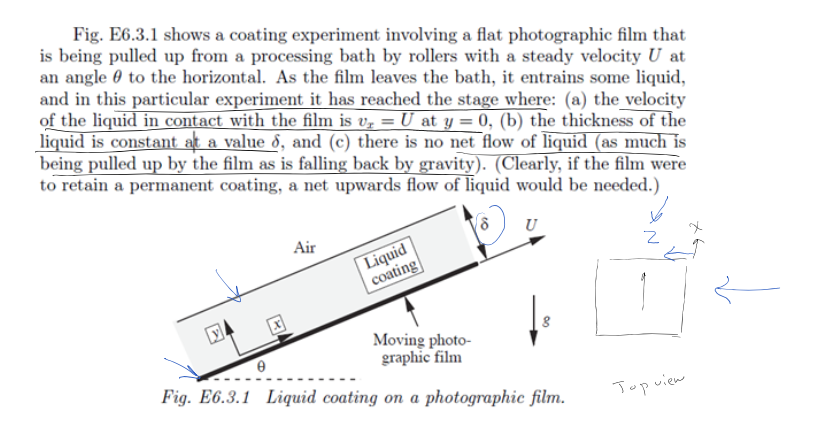 Fig. E6.3.1 shows a coating experiment involving a flat photographic film that
is being pulled up from a processing bath by rollers with a steady velocity U at
an angle θ to the horizontal. As the film leaves the bath, it entrains some liquid,
and in this particular experiment it has reached the stage where: (a) the velocity
of the liquid in contact with the film is vₓ = U at y = 0, (b) the thickness of the
liquid is constant at a value δ, and (c) there is no net flow of liquid (as much is
being pulled up by the film as is falling back by gravity). (Clearly, if the film were
to retain a permanent coating, a net upwards flow of liquid would be needed.)
δ
U
Air
Liquid
coating
z
x
y
x
g
θ
Moving photo-
graphic film
Top view
Fig. E6.3.1 Liquid coating on a photographic film.